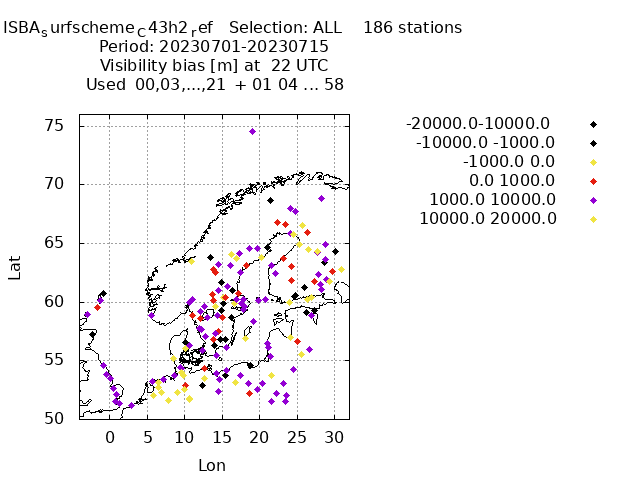 ISBAsurfschemeC43h2ref   Selection: ALL    186 stations
Period: 20230701-20230715
Visibility bias [m] at  22 UTC
Used  00,03,...,21  + 01 04 ... 58
-20000.0-10000.0
-10000.0 -1000.0
-1000.0 0.0
0.0 1000.0
1000.0 10000.0
10000.0 20000.0
75
70
65
60
55
50
Lat
0 5 10 15 20 25 30
Lon